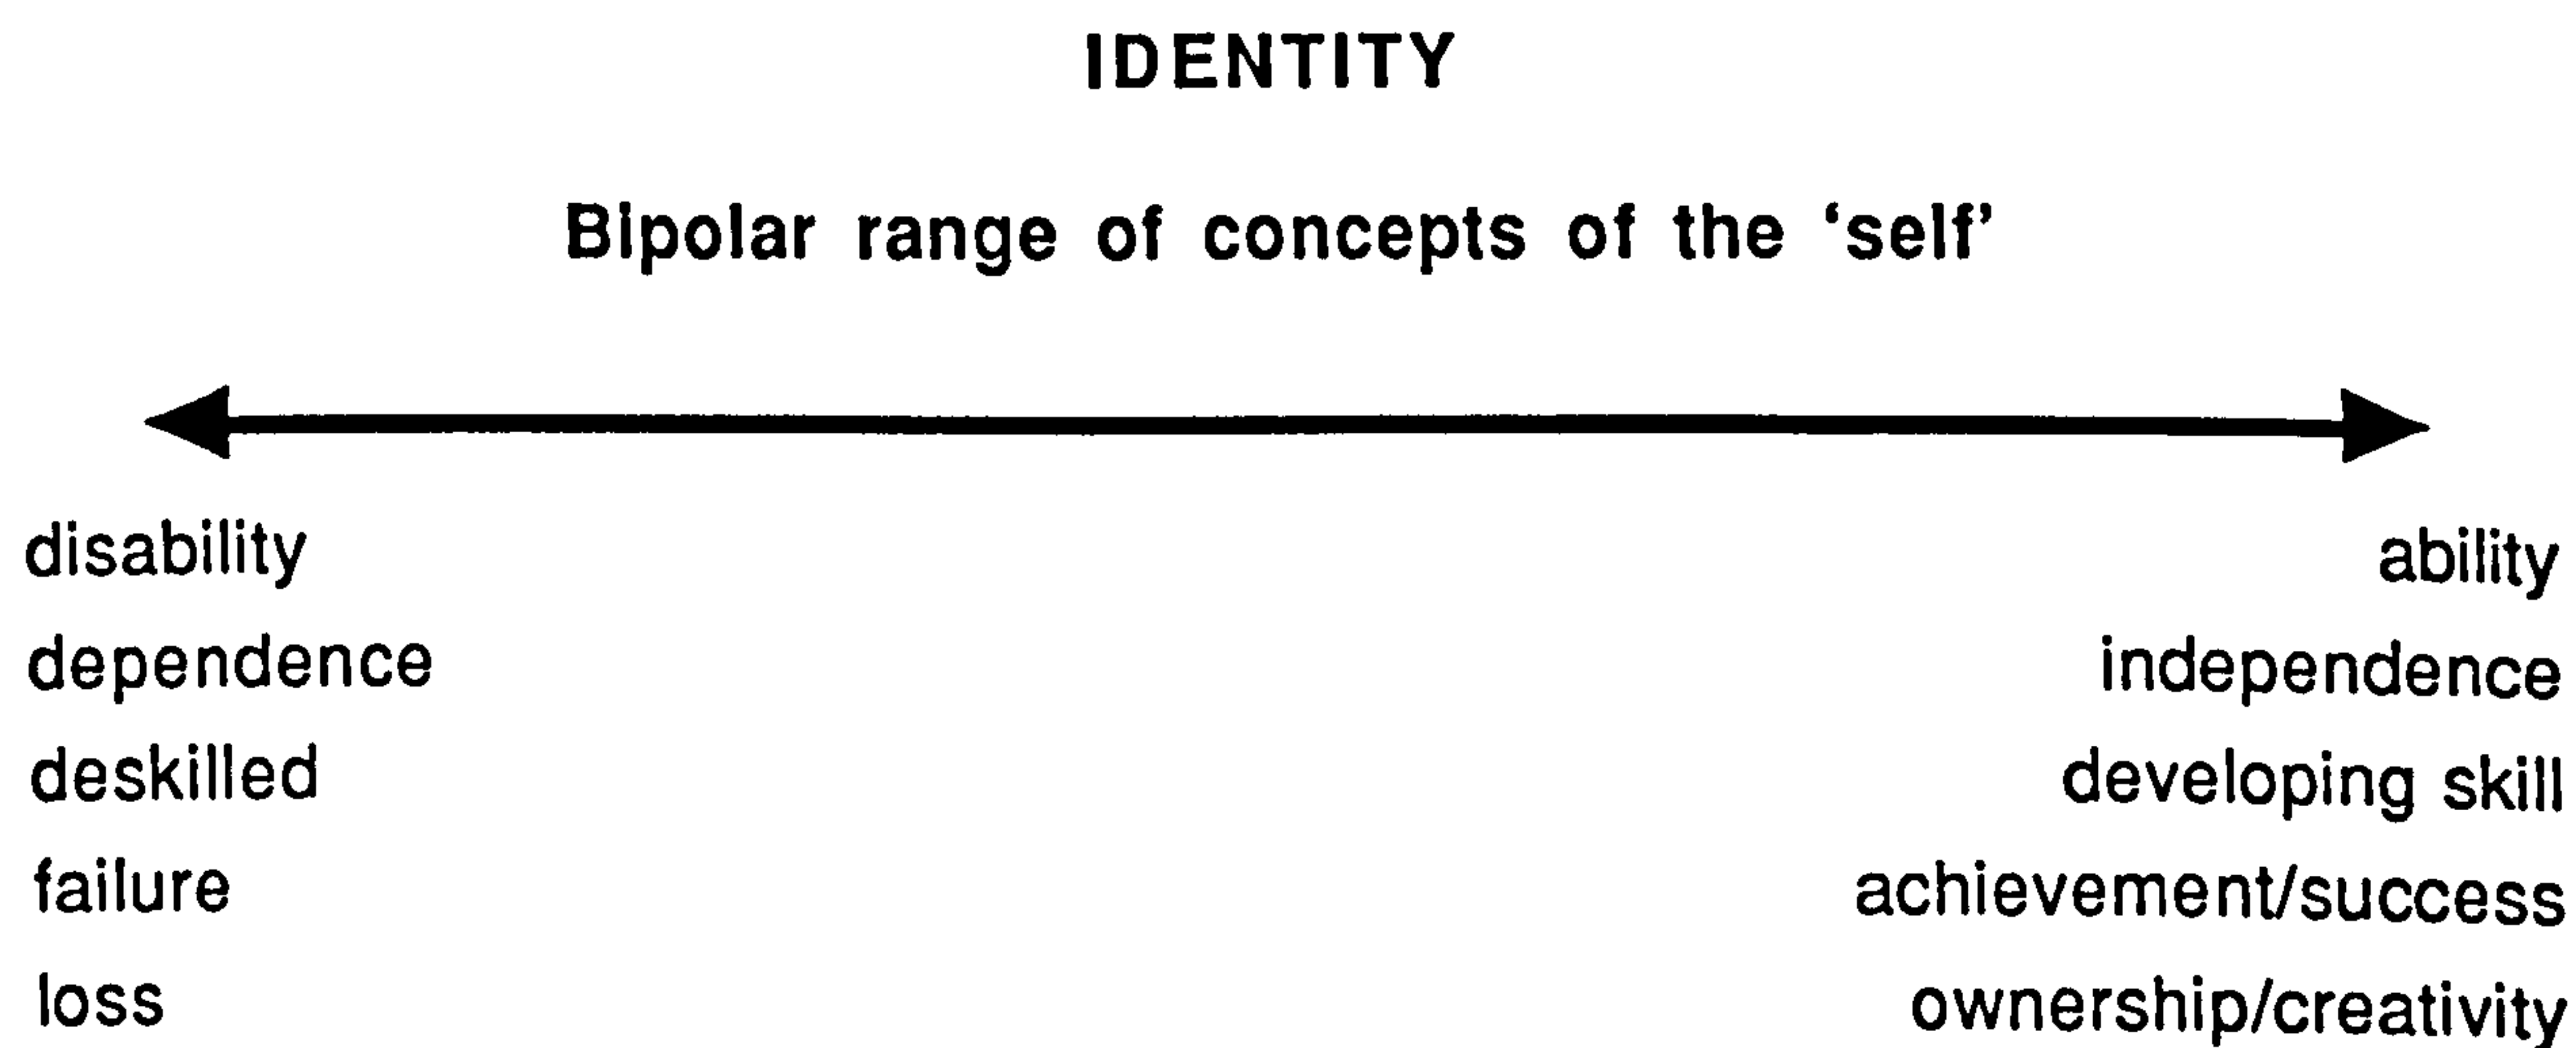 IDENTITY
Bipolar range of concepts of the ‘self’
disability ability
dependence independence
deskilled developing skill
failure achievement/success
loss ownership/creativity